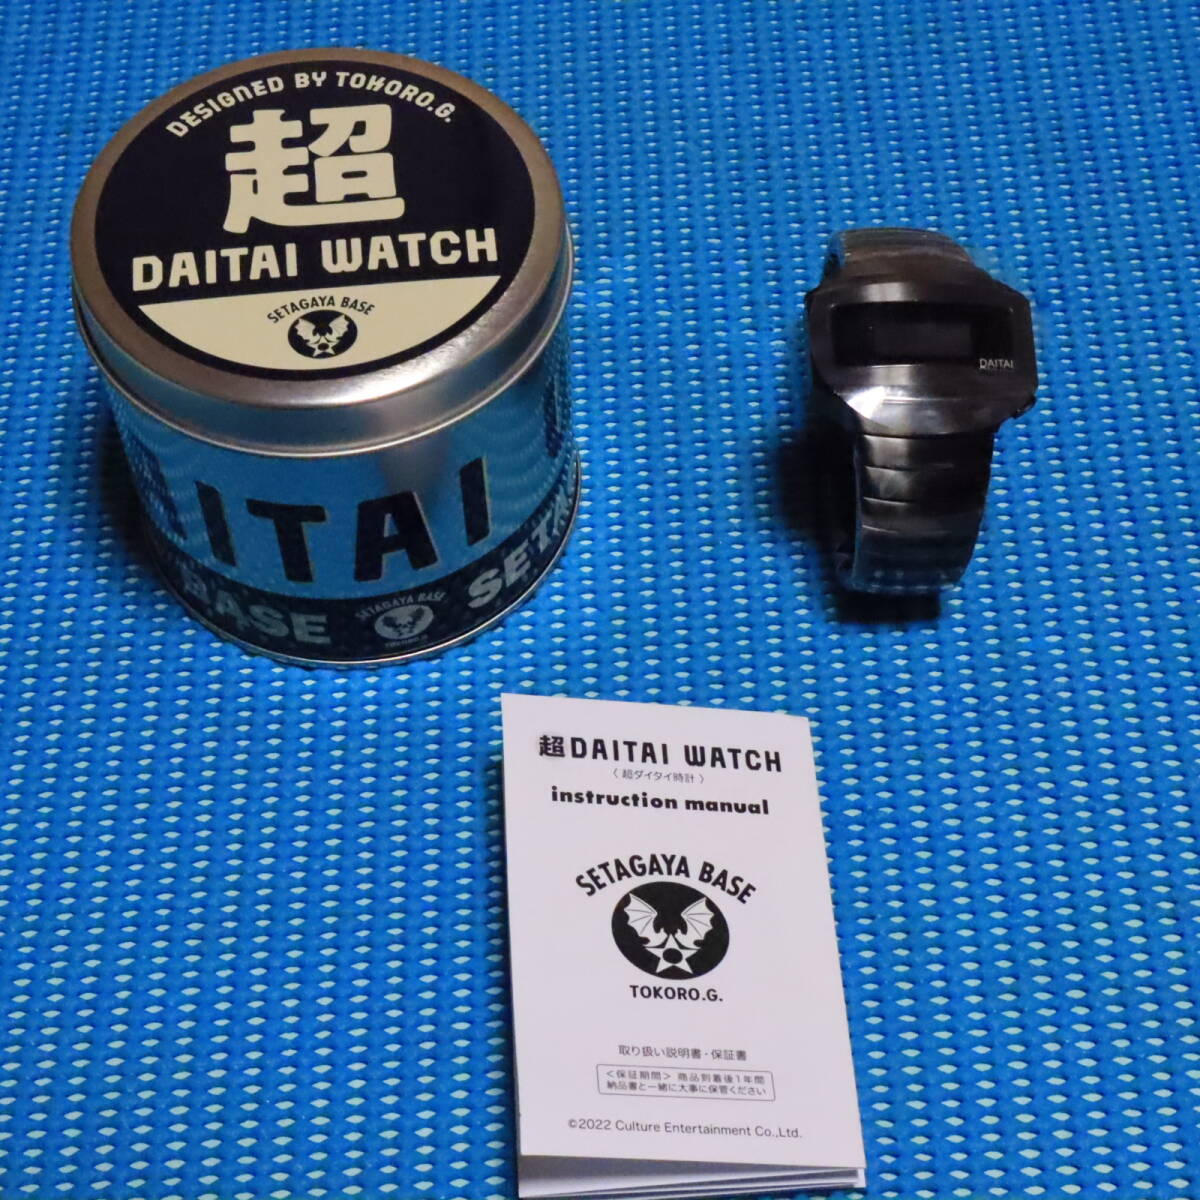 DESIGNED BY TOKORO.G.
超
DAITAI WATCH
SETAGAYA BASE
AITAI
BASE
SETAGAYA BASE
TOKORO.G.
DAITAI
超DAITAI WATCH
〈 超ダイタイ時計 〉
instruction manual
SETAGAYA BASE
TOKORO.G.
取り扱い説明書・保証書
＜保証期間＞ 商品到着後1年間
納品書と一緒に大事に保管ください
©2022 Culture Entertainment Co.,Ltd.